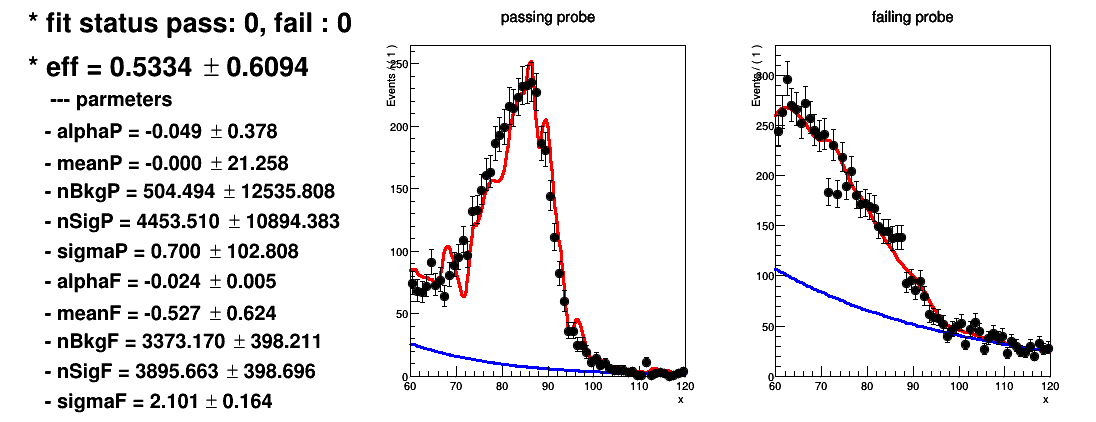 * fit status pass: 0, fail : 0
* eff = 0.5334 ± 0.6094
--- parmeters
- alphaP = -0.049 ± 0.378
- meanP = -0.000 ± 21.258
- nBkgP = 504.494 ± 12535.808
- nSigP = 4453.510 ± 10894.383
- sigmaP = 0.700 ± 102.808
- alphaF = -0.024 ± 0.005
- meanF = -0.527 ± 0.624
- nBkgF = 3373.170 ± 398.211
- nSigF = 3895.663 ± 398.696
- sigmaF = 2.101 ± 0.164
passing probe
Events / ( 1 )
250
200
150
100
50
0
60 70 80 90 100 110 120
x
failing probe
Events / ( 1 )
300
250
200
150
100
50
0
60 70 80 90 100 110 120
x